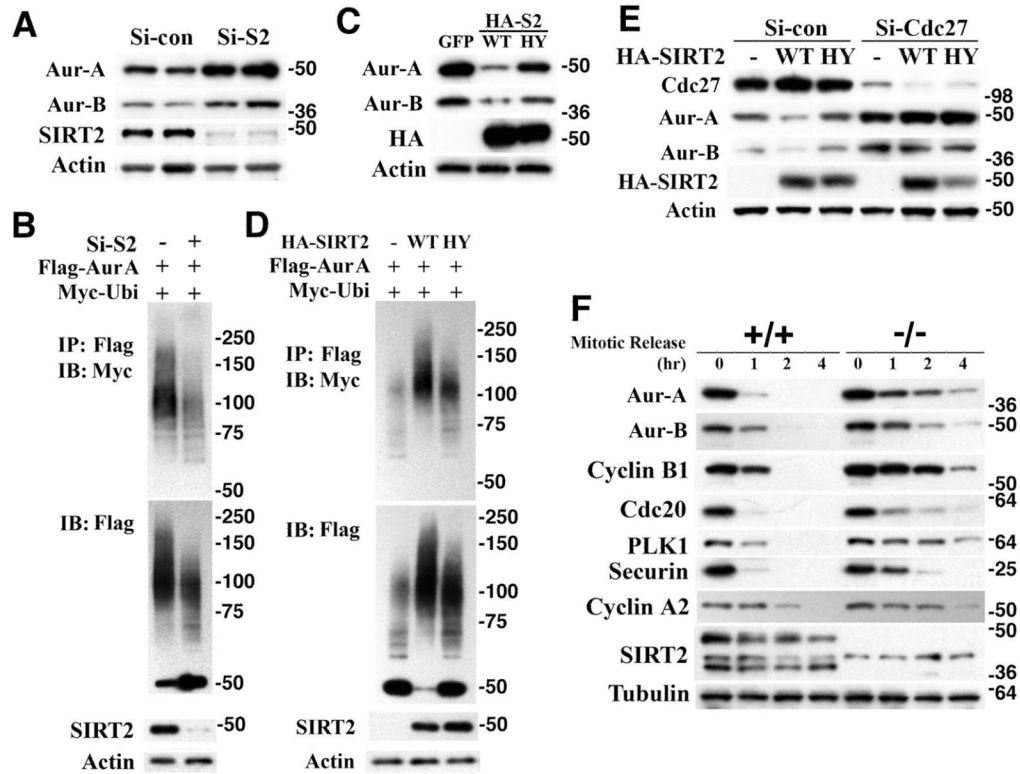 A
Si-con Si-S2
Aur-A -50
Aur-B -36
SIRT2 -50
Actin
B
Si-S2 - +
Flag-Aur A + +
Myc-Ubi + +
IP: Flag
IB: Myc
-250
-150
-100
-75
-50
IB: Flag
-250
-150
-100
-75
-50
SIRT2 -50
Actin
C
HA-S2
GFP WT HY
Aur-A -50
Aur-B -36
HA -50
Actin
D
HA-SIRT2 - WT HY
Flag-Aur A + + +
Myc-Ubi + + +
IP: Flag
IB: Myc
-250
-150
-100
-75
-50
IB: Flag
-250
-150
-100
-75
-50
SIRT2 -50
Actin
E
Si-con Si-Cdc27
HA-SIRT2 - WT HY - WT HY
Cdc27 -98
Aur-A -50
Aur-B -36
HA-SIRT2 -50
Actin -50
F
+/+ -/-
Mitotic Release
(hr) 0 1 2 4 0 1 2 4
Aur-A -36
Aur-B -50
Cyclin B1 -50
Cdc20 -64
PLK1 -64
Securin -25
Cyclin A2 -50
SIRT2 -50
-36
Tubulin -64